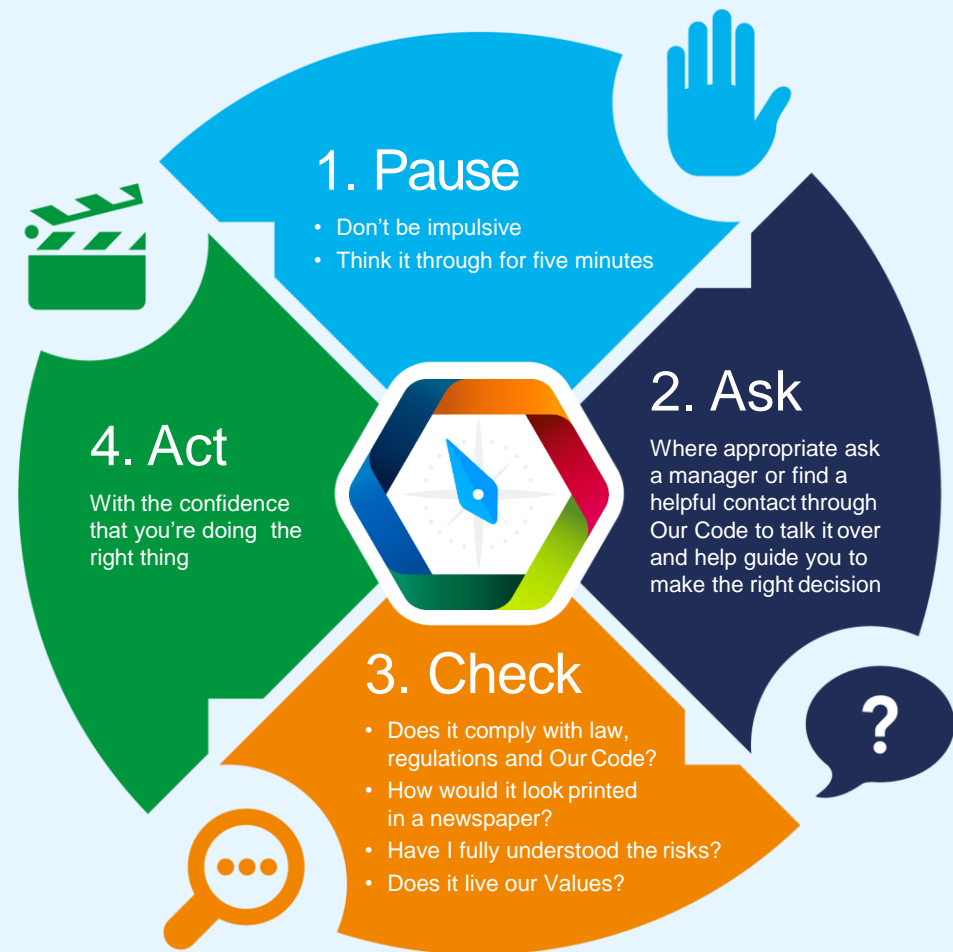 1. Pause
• Don't be impulsive
• Think it through for five minutes
2. Ask
Where appropriate ask
a manager or find a
helpful contact through
Our Code to talk it over
and help guide you to
make the right decision
?
3. Check
• Does it comply with law,
regulations and Our Code?
• How would it look printed
in a newspaper?
• Have I fully understood the risks?
• Does it live our Values?
4. Act
With the confidence
that you're doing the
right thing